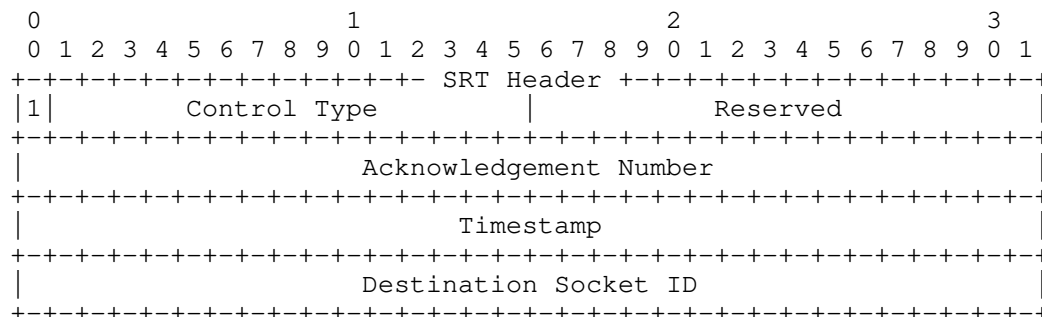 0                   1                   2                   3
 0 1 2 3 4 5 6 7 8 9 0 1 2 3 4 5 6 7 8 9 0 1 2 3 4 5 6 7 8 9 0 1
+-+-+-+-+-+-+-+-+-+-+-+-+- SRT Header +-+-+-+-+-+-+-+-+-+-+-+-+-+
|1|        Control Type         |           Reserved            |
+-+-+-+-+-+-+-+-+-+-+-+-+-+-+-+-+-+-+-+-+-+-+-+-+-+-+-+-+-+-+-+-+
|                     Acknowledgement Number                    |
+-+-+-+-+-+-+-+-+-+-+-+-+-+-+-+-+-+-+-+-+-+-+-+-+-+-+-+-+-+-+-+-+
|                           Timestamp                           |
+-+-+-+-+-+-+-+-+-+-+-+-+-+-+-+-+-+-+-+-+-+-+-+-+-+-+-+-+-+-+-+-+
|                     Destination Socket ID                     |
+-+-+-+-+-+-+-+-+-+-+-+-+-+-+-+-+-+-+-+-+-+-+-+-+-+-+-+-+-+-+-+-+